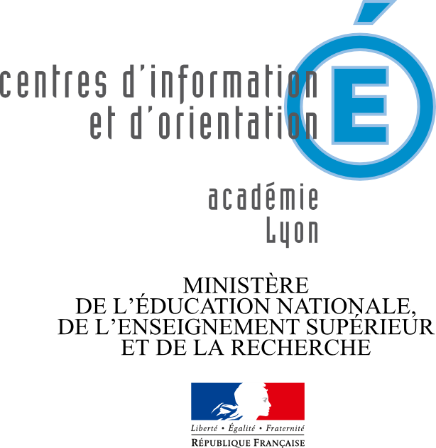 centres d'information
et d'orientation
É
académie
Lyon
MINISTÈRE
DE L'ÉDUCATION NATIONALE,
DE L'ENSEIGNEMENT SUPÉRIEUR
ET DE LA RECHERCHE
Liberté • Égalité • Fraternité
RÉPUBLIQUE FRANÇAISE